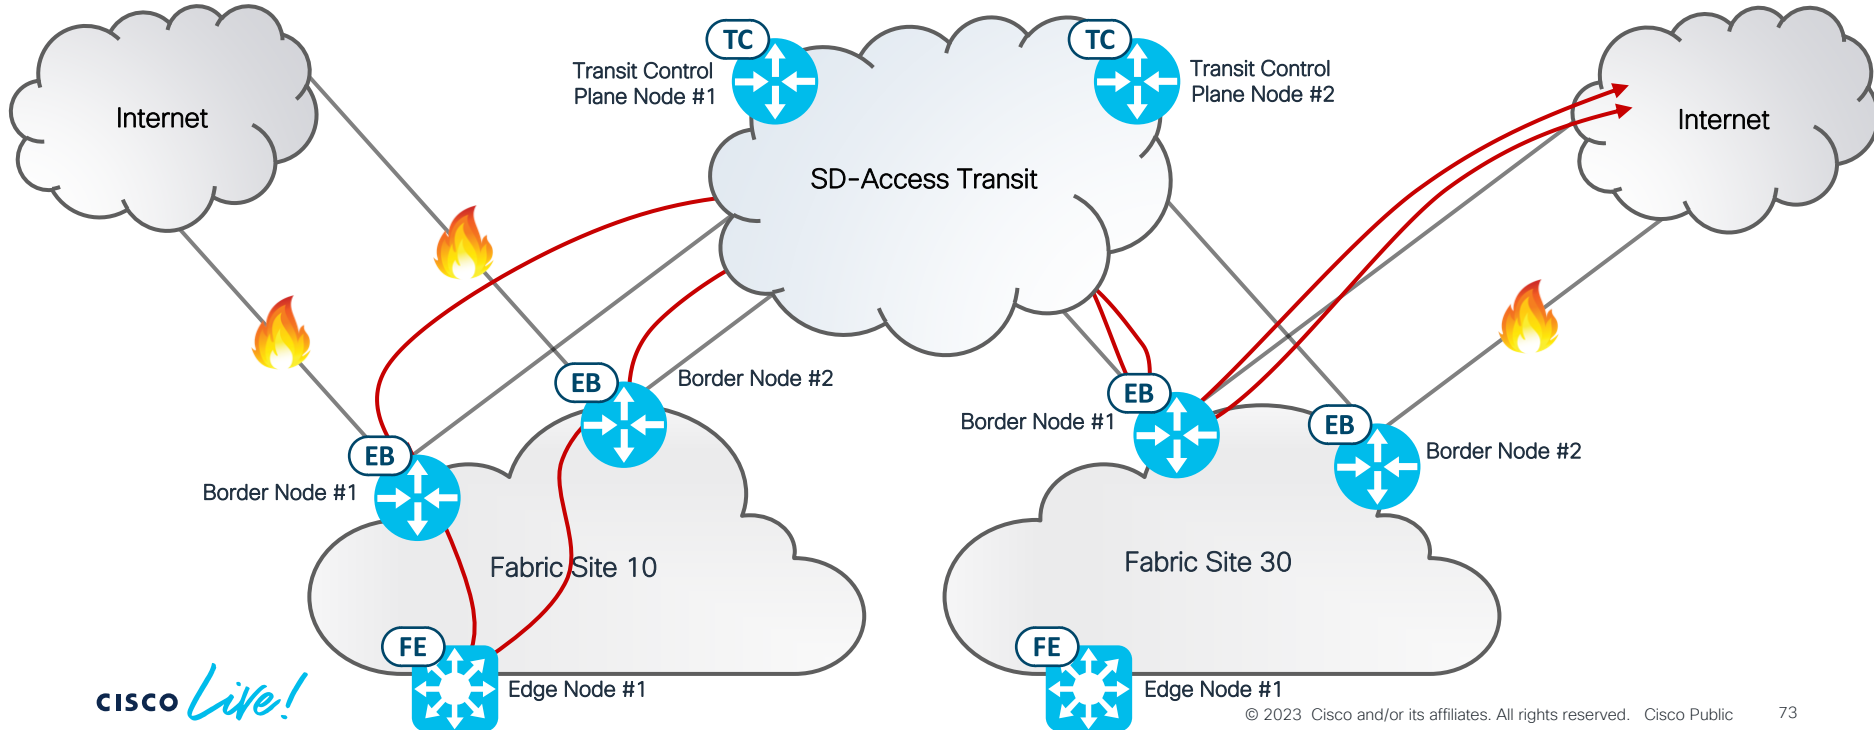 TC
TC
Transit Control
Plane Node #1
Transit Control
Plane Node #2
Internet
Internet
SD-Access Transit
EB
Border Node #2
EB
Border Node #1
EB
Border Node #2
EB
Border Node #1
Fabric Site 10
Fabric Site 30
FE
Edge Node #1
FE
Edge Node #1
CISCO Live!
© 2023 Cisco and/or its affiliates. All rights reserved. Cisco Public
73